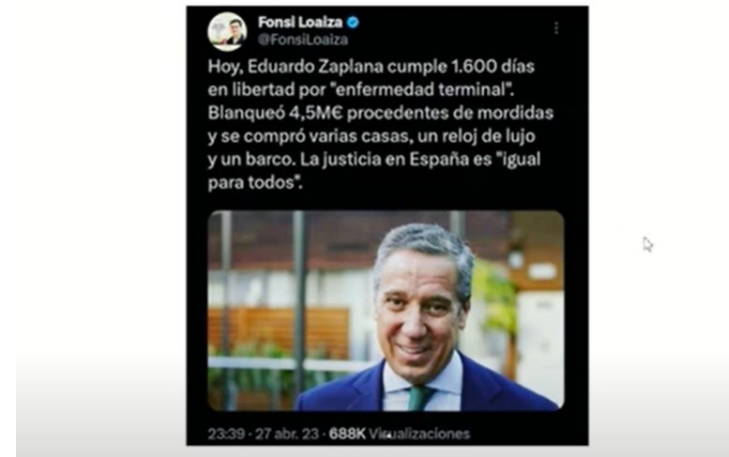 Fonsi Loaiza
@FonsiLoaiza
Hoy, Eduardo Zaplana cumple 1.600 días
en libertad por "enfermedad terminal".
Blanqueó 4,5M€ procedentes de mordidas
y se compró varias casas, un reloj de lujo
y un barco. La justicia en España es "igual
para todos".
23:39 · 27 abr. 23 · 688K Visualizaciones